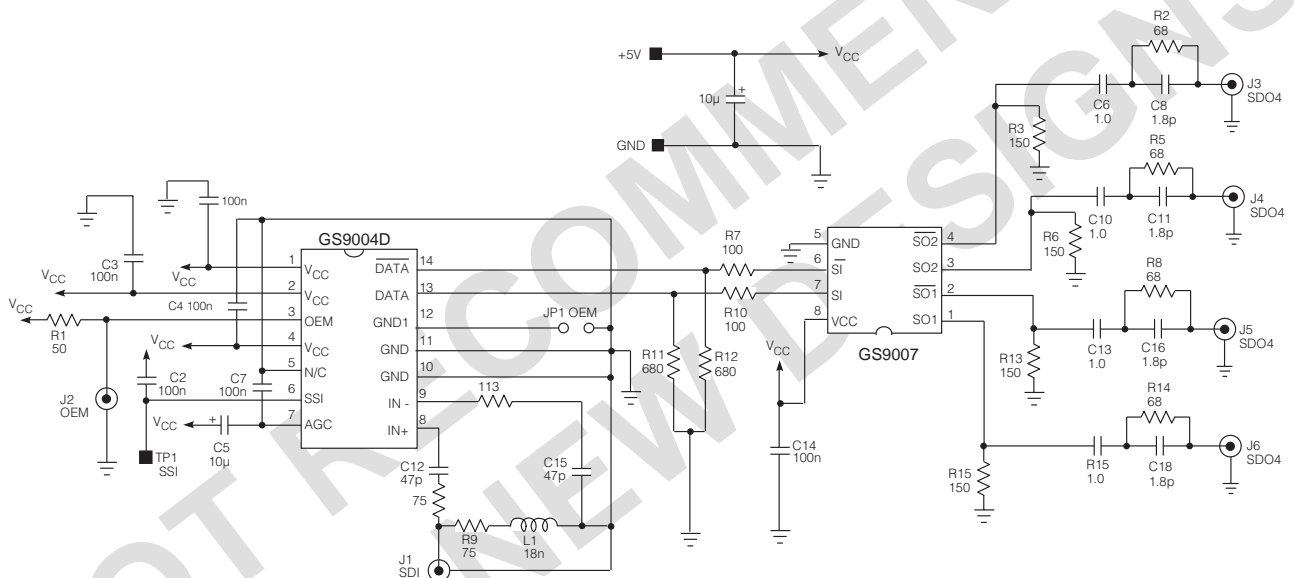 NOT RECOMMEN
NEW DESIGNS
+5V
VCC
10µ
+
GND
R2
68
C6
1.0
C8
1.8p
J3
SDO4
R3
150
R5
68
C10
1.0
C11
1.8p
J4
SDO4
R6
150
R8
68
C13
1.0
C16
1.8p
J5
SDO4
R13
150
R14
68
R15
1.0
C18
1.8p
J6
SDO4
R15
150
100n
C3
100n
VCC
VCC
VCC
R1
50
C4 100n
VCC
C2
100n
C7
100n
J2
OEM
VCC
+
C5
10µ
TP1
SSI
GS9004D
1 VCC
2 VCC
3 OEM
4 VCC
5 N/C
6 SSI
7 AGC
DATA 14
DATA 13
GND1 12
GND 11
GND 10
IN - 9
IN+ 8
JP1 OEM
113
C12
47p
75
C15
47p
R9
75
L1
18n
J1
SDI
R7
100
R10
100
R11
680
R12
680
VCC
C14
100n
5 GND
6 SI
7 SI
8 VCC
SO2 4
SO2 3
SO1 2
SO1 1
GS9007